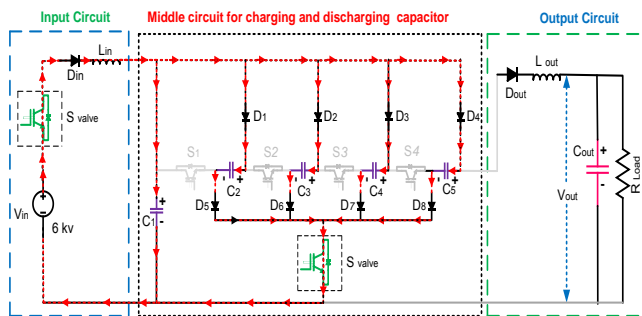 Input Circuit
Middle circuit for charging and discharging capacitor
Output Circuit
Lin
Din
L out
Dout
S valve
D1
D2
D3
D4
S1
S2
S3
S4
C2
C3
C4
C5
Cout
R Load
Vin
6 kv
C1
D5
D6
D7
D8
Vout
S valve